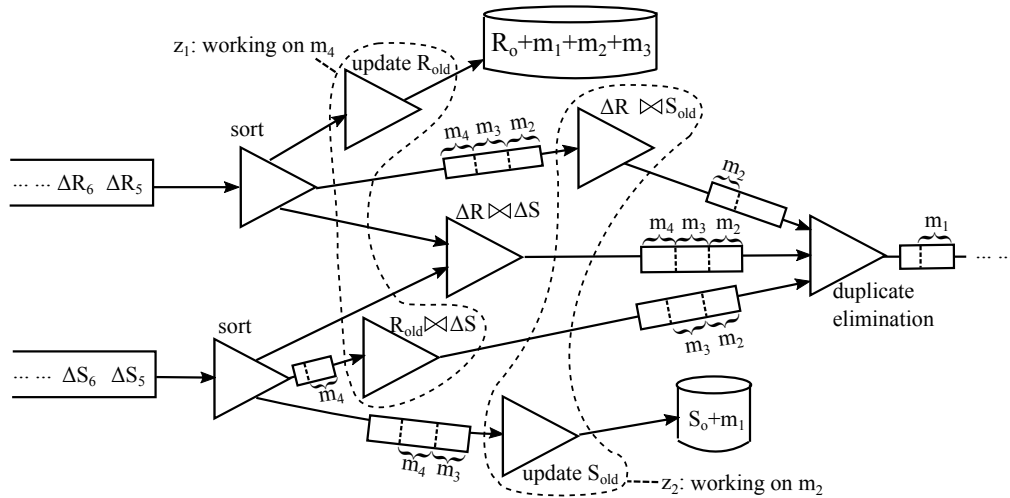 z₁: working on m₄
update R_old
R_o+m₁+m₂+m₃
sort
m₄ m₃ m₂
ΔR ⋈ S_old
... ... ΔR₆ ΔR₅
m₂
ΔR ⋈ ΔS
m₄ m₃ m₂
m₁
... ...
duplicate
elimination
sort
R_old ⋈ ΔS
m₃ m₂
... ... ΔS₆ ΔS₅
m₄
S_o+m₁
m₄ m₃
update S_old
z₂: working on m₂